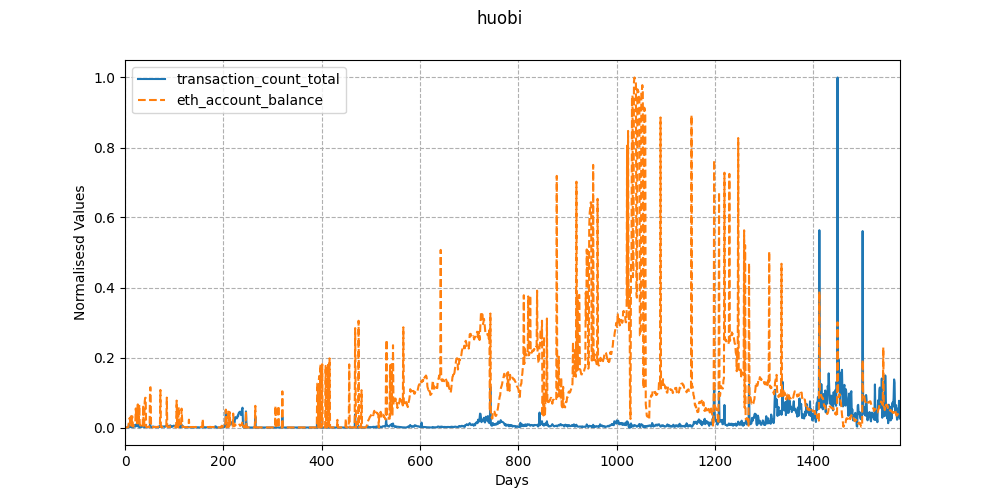 huobi
transaction_count_total
eth_account_balance
1.0
0.8
0.6
0.4
0.2
0.0
Normalisesd Values
0 200 400 600 800 1000 1200 1400
Days